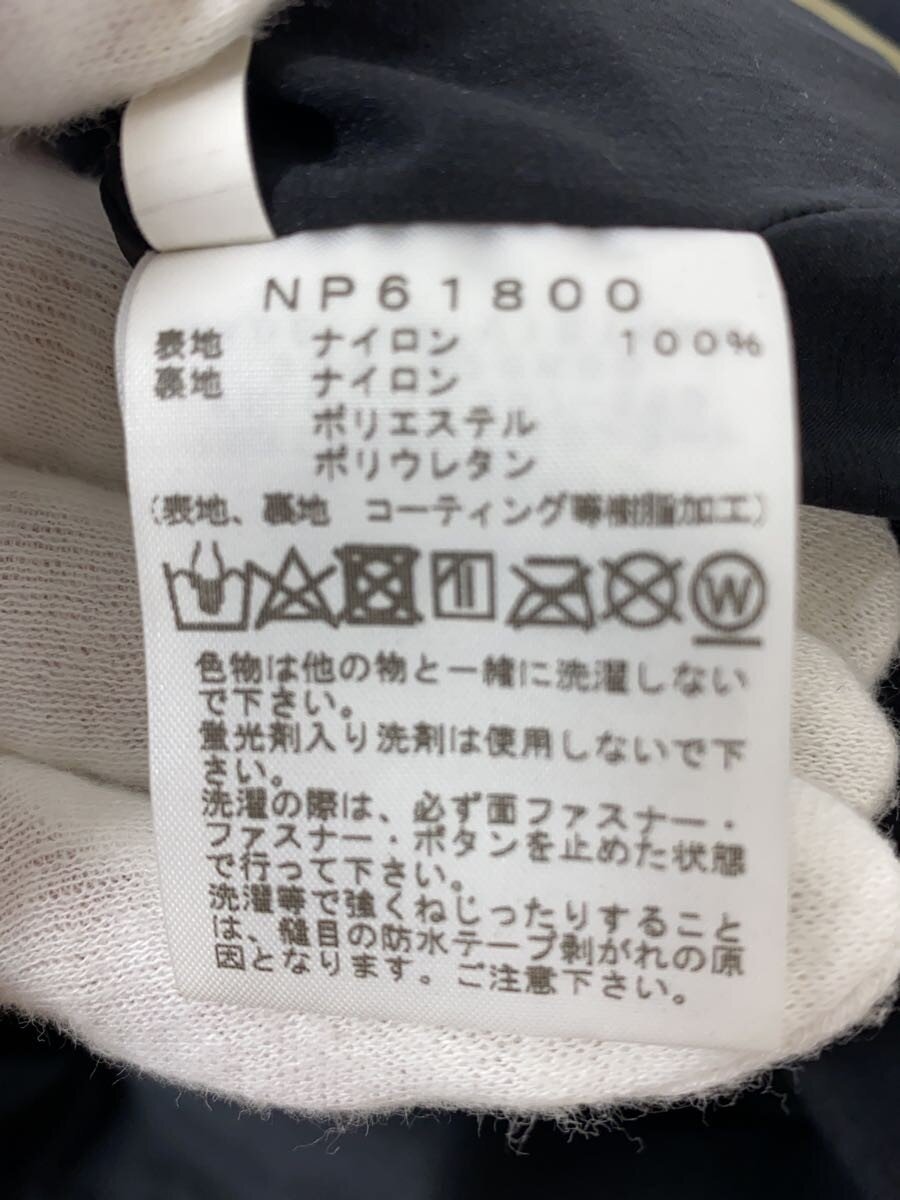 NP61800
表地 ナイロン 100%
裏地 ナイロン
ポリエステル
ポリウレタン
(表地、裏地 コーティング等樹脂加工)
W
色物は他の物と一緒に洗濯しない
で下さい。
蛍光剤入り洗剤は使用しないで下
さい。
洗濯の際は、必ず面ファスナー・
ファスナー・ボタンを止めた状態
で行って下さい。
洗濯等で強くねじったりすること
は、縫目の防水テープ剥がれの原
因となります。ご注意下さい。